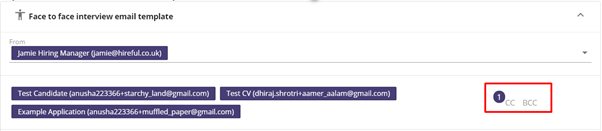 Face to face interview email template
From
Jamie Hiring Manager (jamie@hireful.co.uk)
Test Candidate (anusha223366+starchy_land@gmail.com) Test CV (dhiraj.shrotri+aamer_aalam@gmail.com)
1 CC BCC
Example Application (anusha223366+muffled_paper@gmail.com)